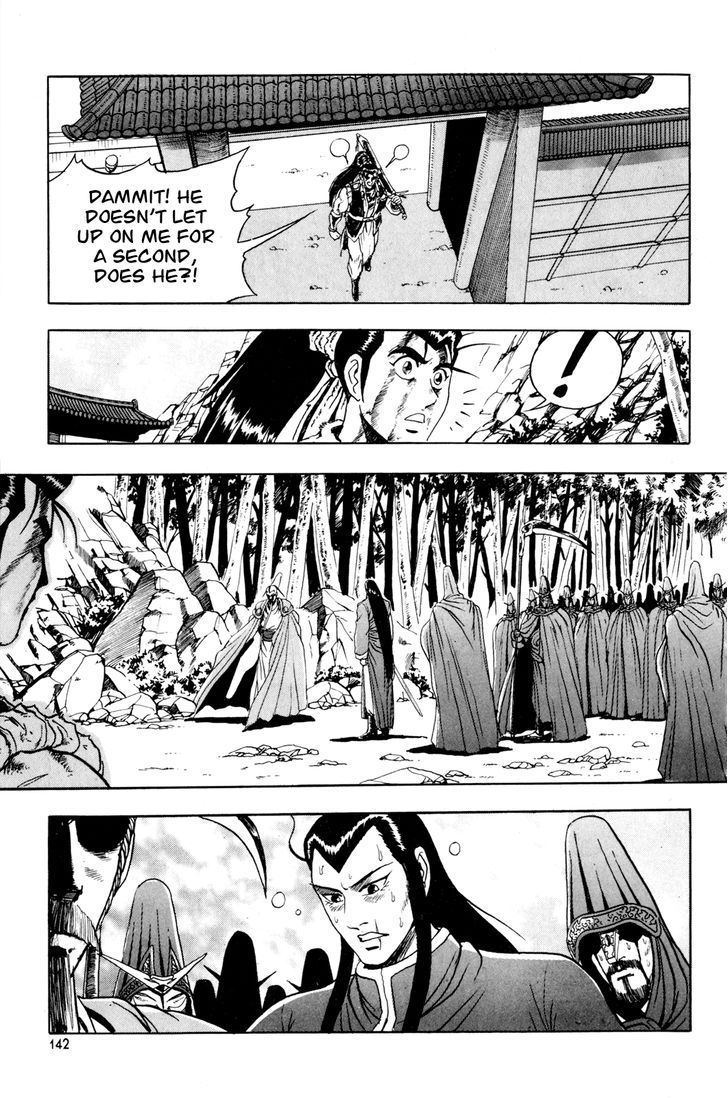 DAMMIT! HE
DOESN'T LET
UP ON ME FOR
A SECOND,
DOES HE?!
!
142